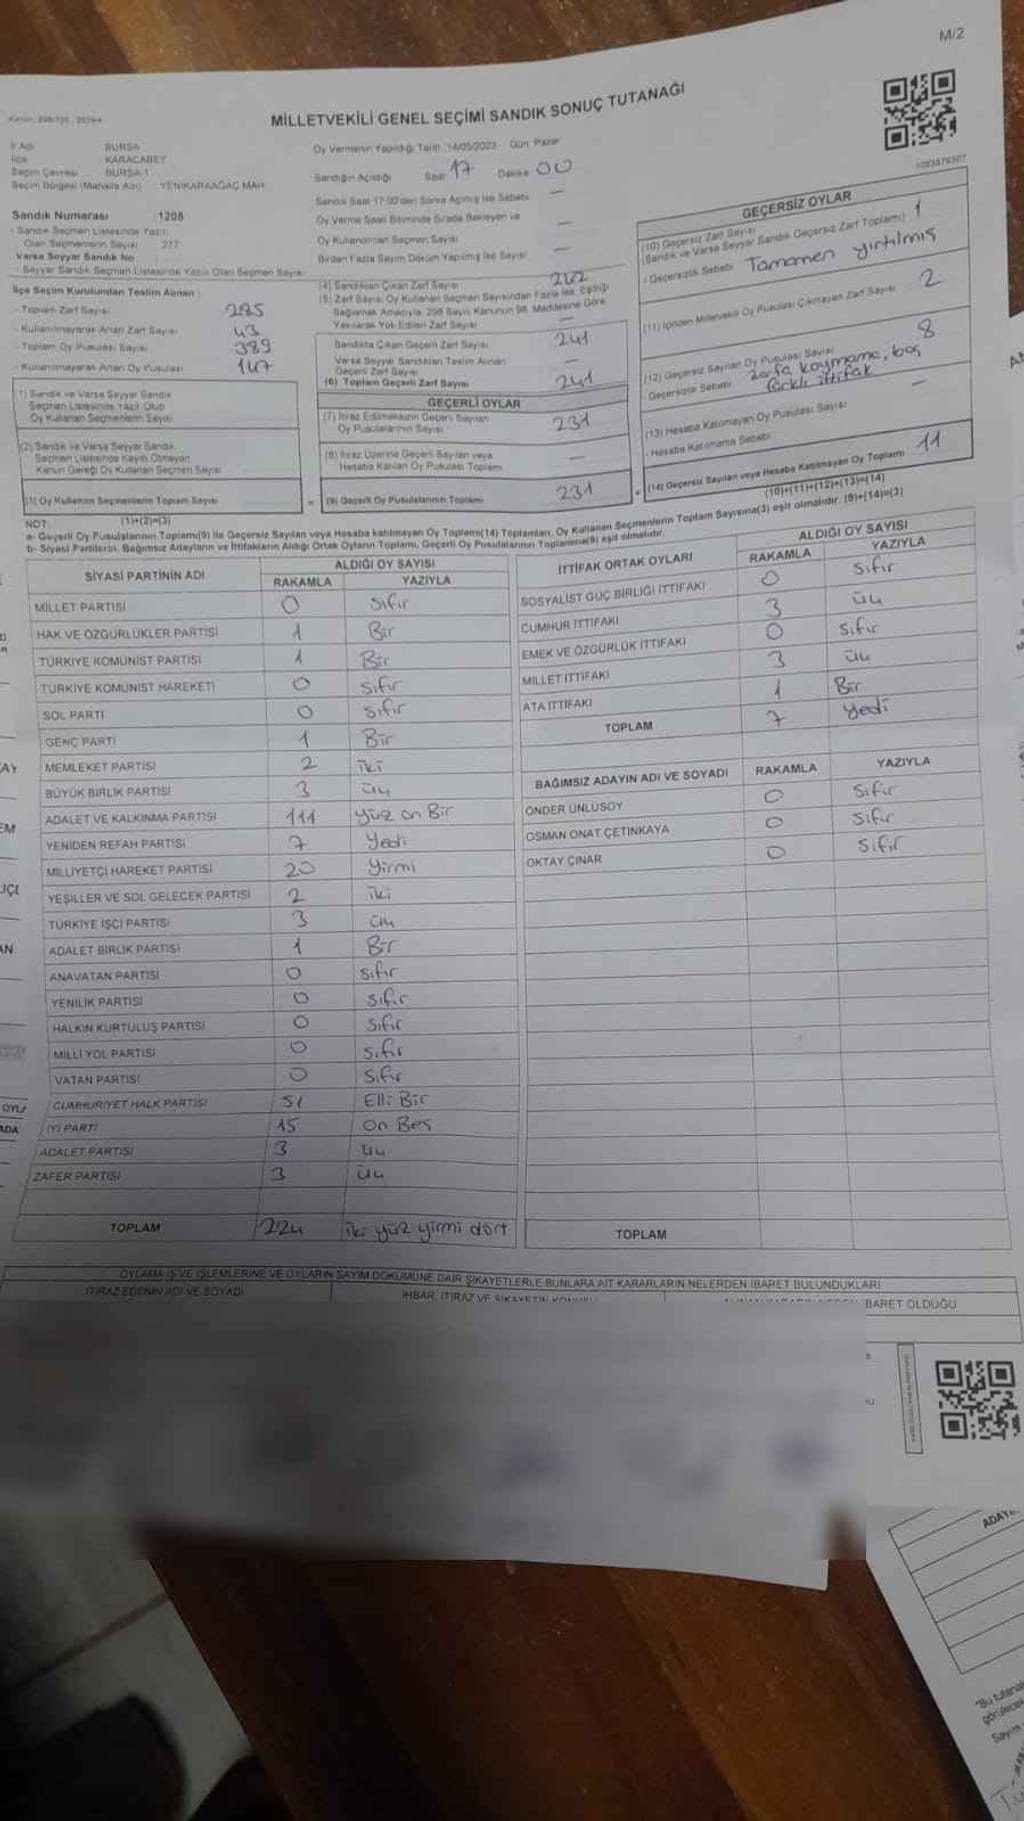 M/2
MİLLETVEKİLİ GENEL SEÇİMİ SANDIK SONUÇ TUTANAĞI
İl Adı BURSA
İlçe KARACABEY
Seçim Çevresi BURSA-1
Seçim Bölgesi (Mahalle Adı) YENİKARAAĞAÇ MAH.
Sandık Numarası : 1208
- Sandık Seçmen Listesinde Yazılı
Olan Seçmenlerin Sayısı : 277
Varsa Seyyar Sandık No
- Seyyar Sandık Seçmen Listesinde Yazılı Olan Seçmen Sayısı
İlçe Seçim Kurulundan Teslim Alınan :
- Toplam Zarf Sayısı 285
- Kullanılmayarak Artan Zarf Sayısı 43
- Toplam Oy Pusulası Sayısı 389
- Kullanılmayarak Artan Oy Pusulası 147
(1) Sandık ve Varsa Seyyar Sandık
Seçmen Listesinde Yazılı Olup
Oy Kullanan Seçmenlerin Sayısı
(2) Sandık ve Varsa Seyyar Sandık
Seçmen Listesinde Kayıtlı Olmayan
Kanun Gereği Oy Kullanan Seçmen Sayısı
(3) Oy Kullanan Seçmenlerin Toplam Sayısı
(1)+(2)=(3)
Oy Vermenin Yapıldığı Tarih : 14/05/2023 Gün: Pazar
Sandığın Açıldığı Saat 17 Dakika 00
Sandık Saat 17.00'den Sonra Açılmış İse Sebebi —
Oy Verme Saati Bitiminde Sırada Bekleyen ve
Oy Kullandırılan Seçmen Sayısı —
Birden Fazla Sayım Döküm Yapılmış İse Sayısı —
(4) Sandıktan Çıkan Zarf Sayısı 242
(5) Zarf Sayısı Oy Kullanan Seçmen Sayısından Fazla ise, Eşitliği
Sağlamak Amacıyla 298 Sayılı Kanunun 98. Maddesine Göre
Yakılarak Yok Edilen Zarf Sayısı —
Sandıkta Çıkan Geçerli Zarf Sayısı 241
Varsa Seyyar Sandıktan Teslim Alınan
Geçerli Zarf Sayısı —
(6) Toplam Geçerli Zarf Sayısı 241
GEÇERLİ OYLAR
(7) İtiraz Edilmeksizin Geçerli Sayılan
Oy Pusulalarının Sayısı 231
(8) İtiraz Üzerine Geçerli Sayılan veya
Hesaba Katılan Oy Pusulası Toplamı —
= (9) Geçerli Oy Pusulalarının Toplamı 231
GEÇERSİZ OYLAR
(10) Geçersiz Zarf Sayısı
(Sandık ve Varsa Seyyar Sandık Geçersiz Zarf Toplamı) 1
- Geçersizlik Sebebi Tamamen yırtılmış
(11) İçinden Milletvekili Oy Pusulası Çıkmayan Zarf Sayısı 2
(12) Geçersiz Sayılan Oy Pusulası Sayısı 8
- Geçersizlik Sebebi zarfa koymama, boş
farklı ittifak
(13) Hesaba Katılmayan Oy Pusulası Sayısı —
- Hesaba Katılmama Sebebi
+ (14) Geçersiz Sayılan veya Hesaba Katılmayan Oy Toplamı 11
(10)+(11)+(12)+(13)=(14)
NOT:
a- Geçerli Oy Pusulalarının Toplamı(9) ile Geçersiz Sayılan veya Hesaba katılmayan Oy Toplamı(14) Toplamları, Oy Kullanan Seçmenlerin Toplam Sayısına(3) eşit olmalıdır. (9)+(14)=(3)
b- Siyasi Partilerin, Bağımsız Adayların ve İttifakların Aldığı Ortak Oyların Toplamı, Geçerli Oy Pusulalarının Toplamına(9) eşit olmalıdır.
SİYASİ PARTİNİN ADI ALDIĞI OY SAYISI
RAKAMLA YAZIYLA
MİLLET PARTİSİ 0 Sıfır
HAK VE ÖZGÜRLÜKLER PARTİSİ 1 Bir
TÜRKİYE KOMÜNİST PARTİSİ 1 Bir
TÜRKİYE KOMÜNİST HAREKETİ 0 Sıfır
SOL PARTİ 0 Sıfır
GENÇ PARTİ 1 Bir
MEMLEKET PARTİSİ 2 iki
BÜYÜK BİRLİK PARTİSİ 3 üç
ADALET VE KALKINMA PARTİSİ 111 yüz on Bir
YENİDEN REFAH PARTİSİ 7 Yedi
MİLLİYETÇİ HAREKET PARTİSİ 20 Yirmi
YEŞİLLER VE SOL GELECEK PARTİSİ 2 iki
TÜRKİYE İŞÇİ PARTİSİ 3 üç
ADALET BİRLİK PARTİSİ 1 Bir
ANAVATAN PARTİSİ 0 Sıfır
YENİLİK PARTİSİ 0 Sıfır
HALKIN KURTULUŞ PARTİSİ 0 Sıfır
MİLLİ YOL PARTİSİ 0 Sıfır
VATAN PARTİSİ 0 Sıfır
CUMHURİYET HALK PARTİSİ 51 Elli Bir
İYİ PARTİ 15 On Beş
ADALET PARTİSİ 3 üç
ZAFER PARTİSİ 3 üç
TOPLAM 224 iki yüz yirmi dört
İTTİFAK ORTAK OYLARI ALDIĞI OY SAYISI
RAKAMLA YAZIYLA
SOSYALİST GÜÇ BİRLİĞİ İTTİFAKI 0 Sıfır
CUMHUR İTTİFAKI 3 üç
EMEK VE ÖZGÜRLÜK İTTİFAKI 0 Sıfır
MİLLET İTTİFAKI 3 üç
ATA İTTİFAKI 1 Bir
TOPLAM 7 Yedi
BAĞIMSIZ ADAYIN ADI VE SOYADI RAKAMLA YAZIYLA
ÖNDER ÜNLÜSOY 0 Sıfır
OSMAN ONAT ÇETİNKAYA 0 Sıfır
OKTAY ÇINAR 0 Sıfır
TOPLAM
OYLAMA İŞ VE İŞLEMLERİNE VE OYLARIN SAYIM DÖKÜMÜNE DAİR ŞİKAYETLERLE BUNLARA AİT KARARLARIN NELERDEN İBARET BULUNDUKLARI
İTİRAZ EDENİN ADI VE SOYADI
İHBAR, İTİRAZ VE ŞİKAYETİN KONUSU
BARET OLDUĞU
ADAYI
"Bu tutanak
görülecek
Sayım